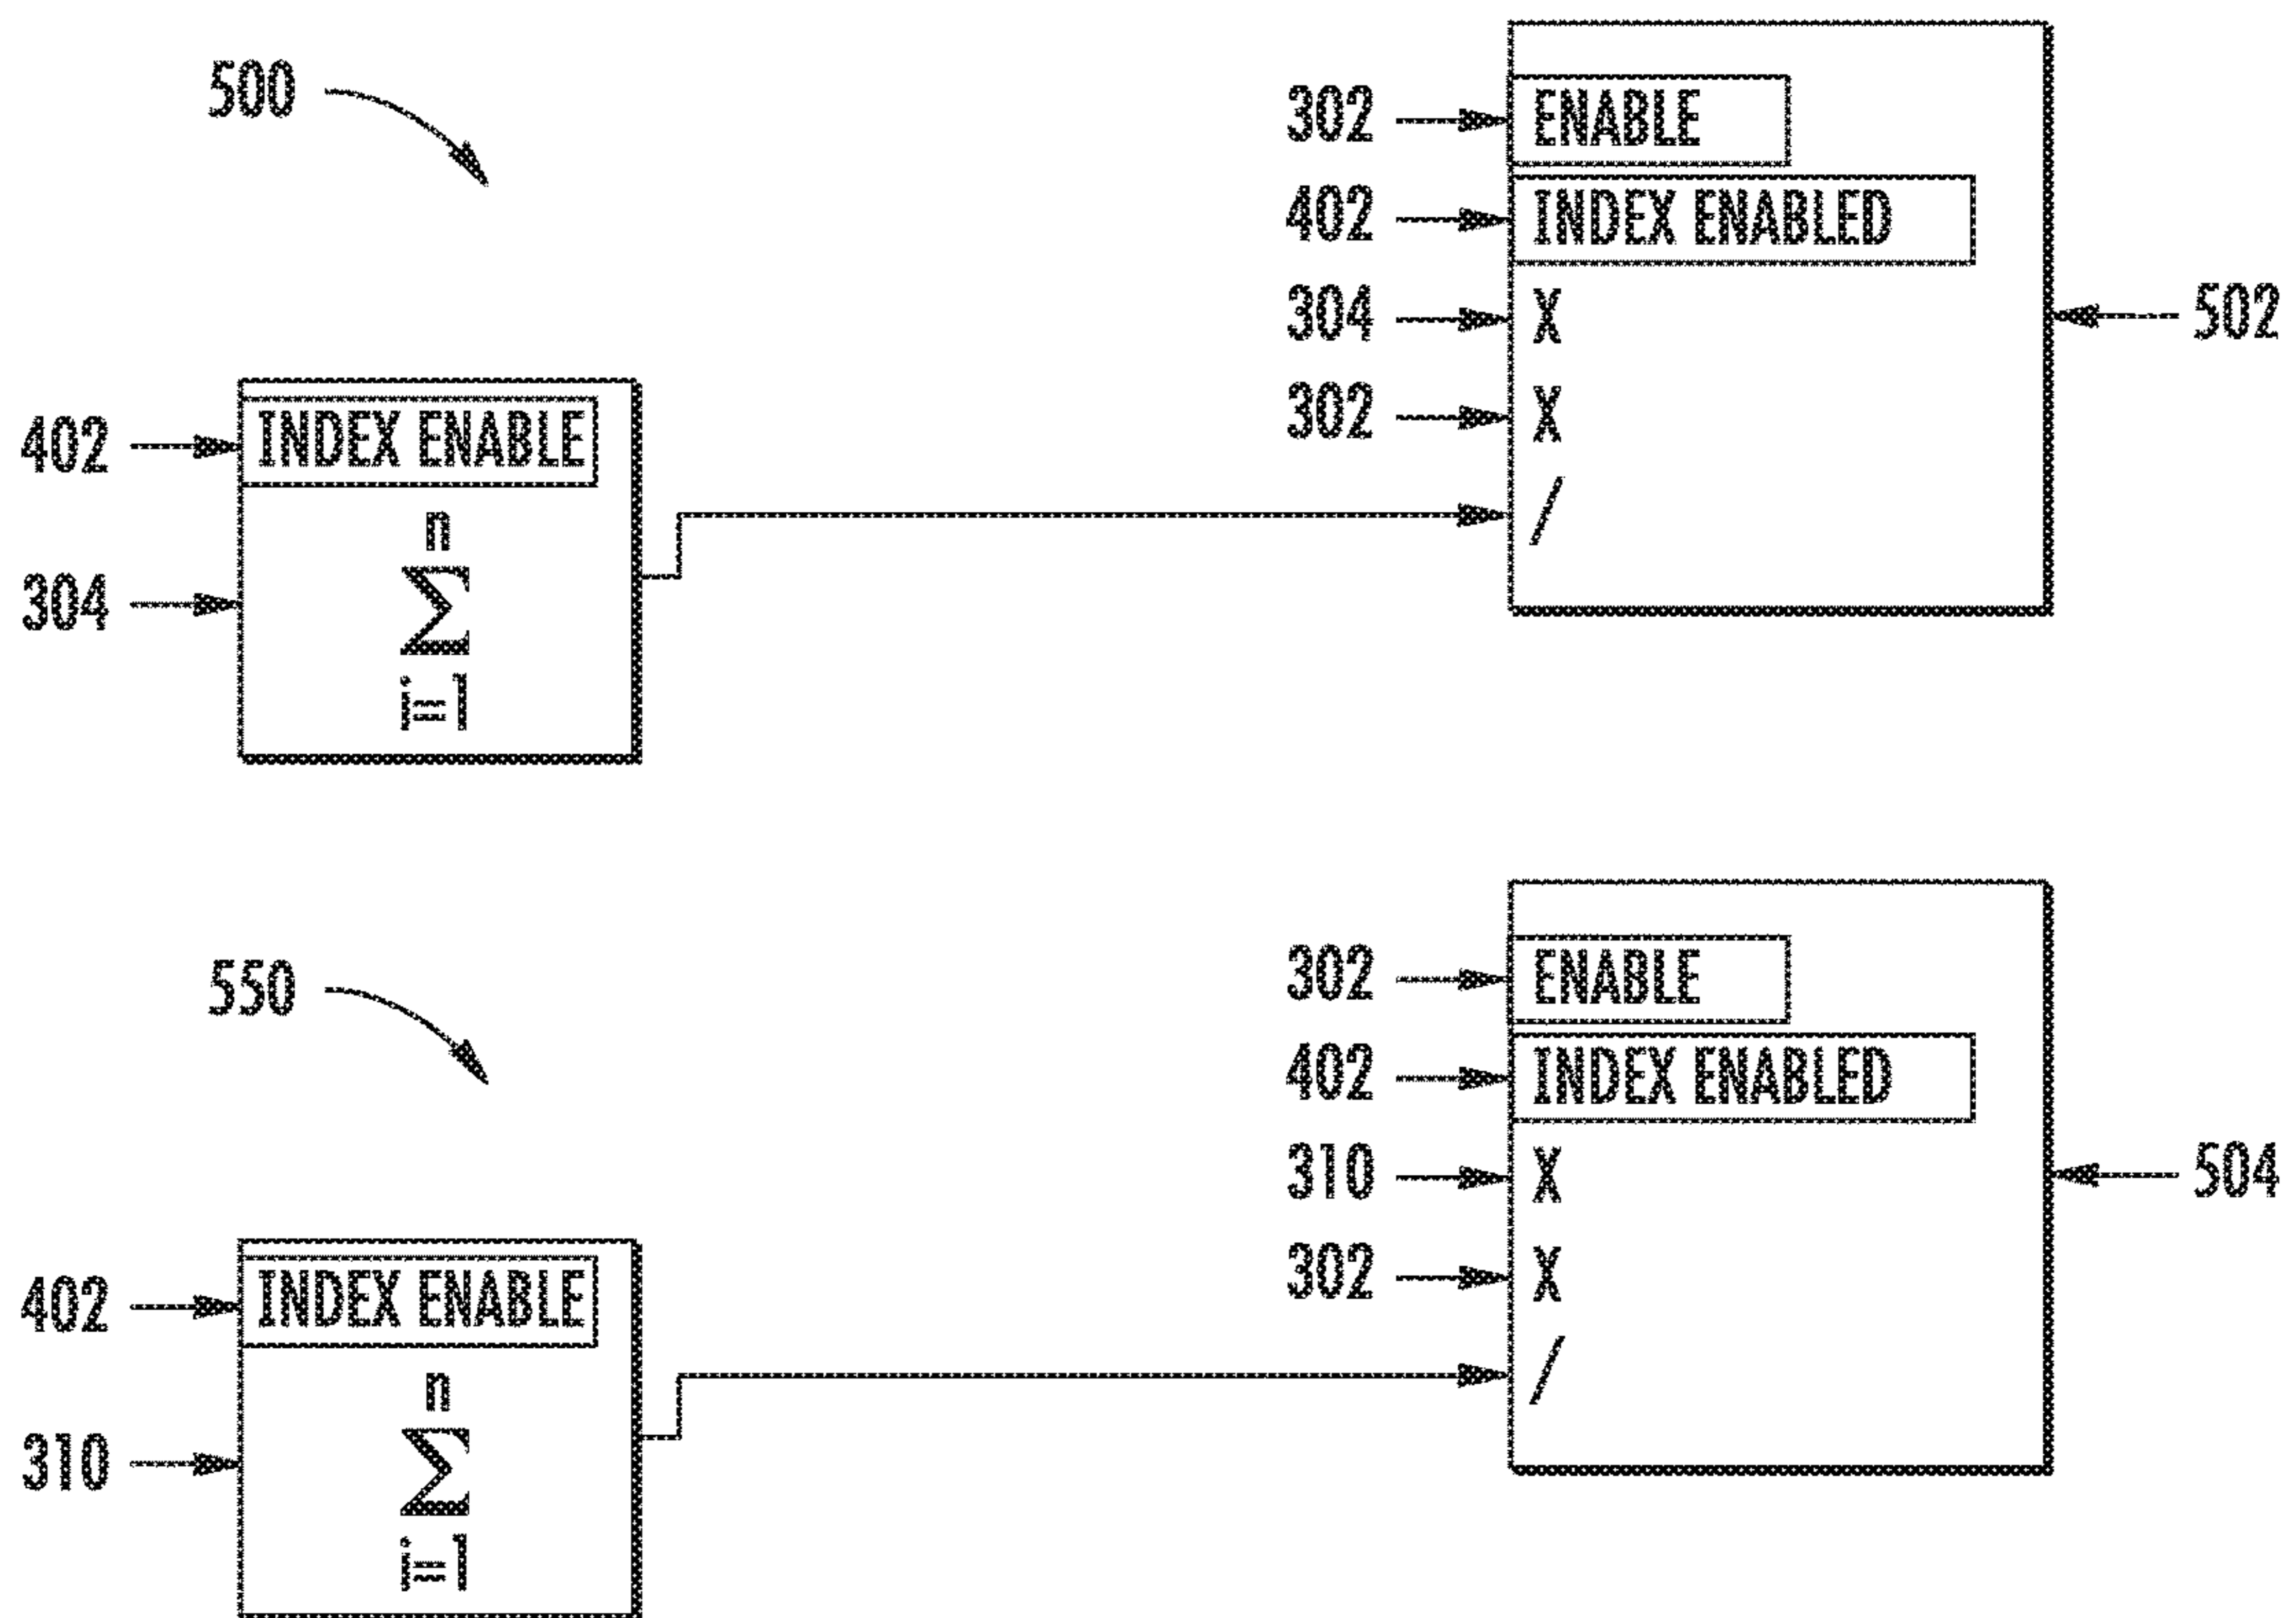 500
302 ENABLE
402 INDEX ENABLED
304 X
502
302 X
402 INDEX ENABLE
/
n
304 Σ
i=1
550
302 ENABLE
402 INDEX ENABLED
310 X
504
302 X
402 INDEX ENABLE
/
n
310 Σ
i=1